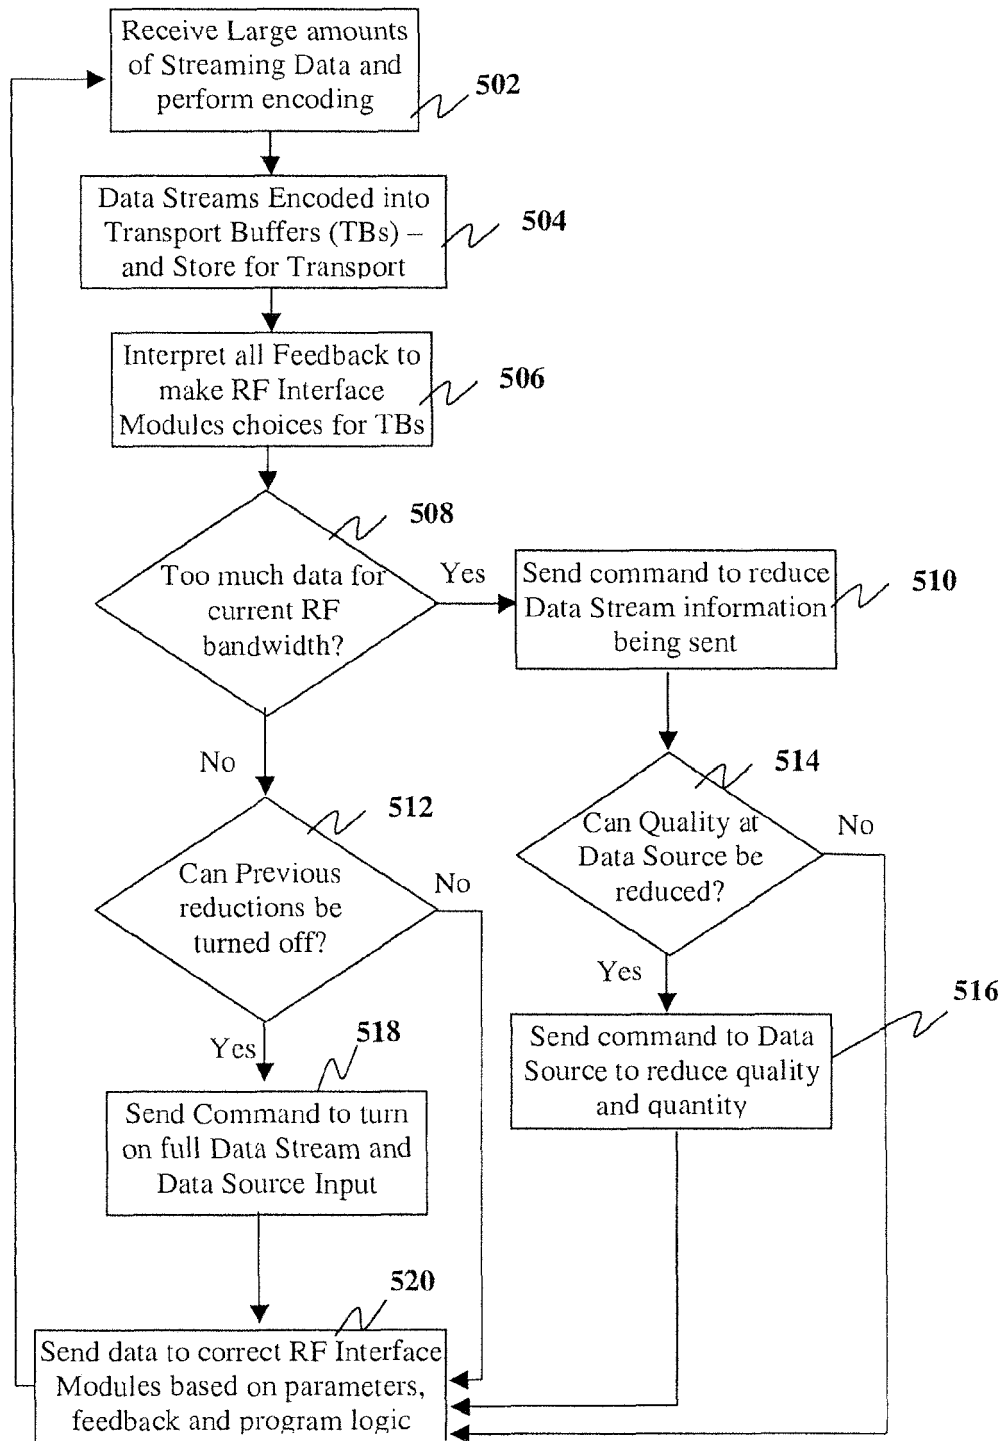 Receive Large amounts
of Streaming Data and
perform encoding
502
Data Streams Encoded into
Transport Buffers (TBs) –
and Store for Transport
504
Interpret all Feedback to
make RF Interface
Modules choices for TBs
506
508
Too much data for
current RF
bandwidth?
Yes
Send command to reduce
Data Stream information
being sent
510
No
514
Can Quality at
Data Source be
reduced?
No
512
Can Previous
reductions be
turned off?
No
Yes
516
Send command to Data
Source to reduce quality
and quantity
Yes
518
Send Command to turn
on full Data Stream and
Data Source Input
520
Send data to correct RF Interface
Modules based on parameters,
feedback and program logic